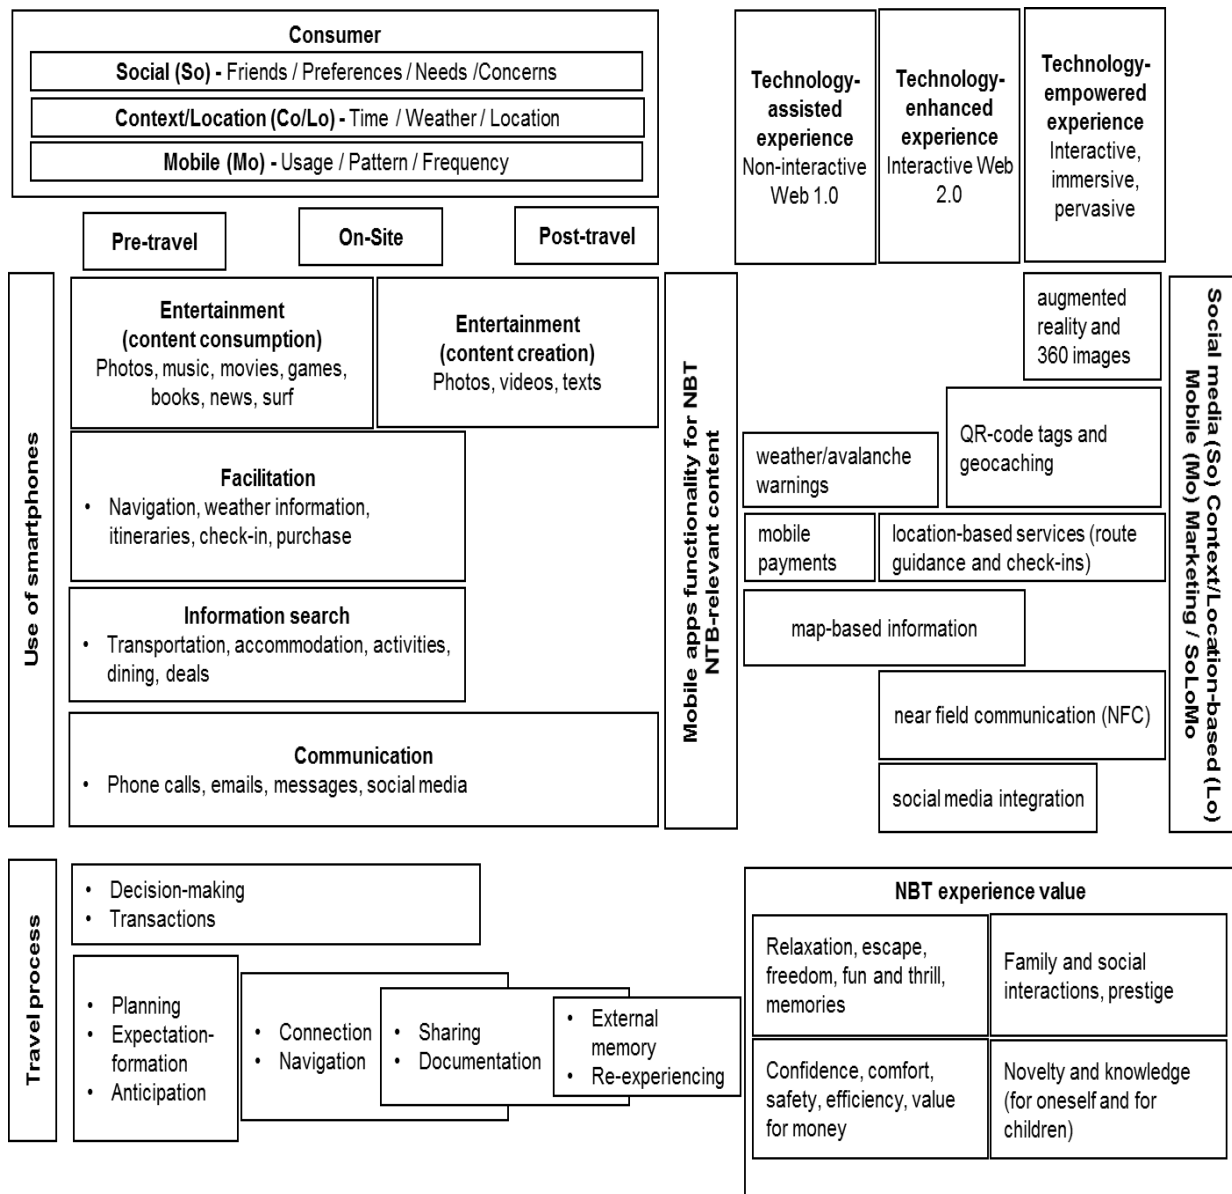 Consumer
Social (So) - Friends / Preferences / Needs /Concerns
Context/Location (Co/Lo) - Time / Weather / Location
Mobile (Mo) - Usage / Pattern / Frequency
Technology-
assisted
experience
Non-interactive
Web 1.0
Technology-
enhanced
experience
Interactive Web
2.0
Technology-
empowered
experience
Interactive,
immersive,
pervasive
Pre-travel
On-Site
Post-travel
Use of smartphones
Entertainment
(content consumption)
Photos, music, movies, games,
books, news, surf
Entertainment
(content creation)
Photos, videos, texts
Facilitation
• Navigation, weather information,
itineraries, check-in, purchase
Information search
• Transportation, accommodation, activities,
dining, deals
Communication
• Phone calls, emails, messages, social media
Mobile apps functionality for NBT
NTB-relevant content
augmented
reality and
360 images
QR-code tags and
geocaching
weather/avalanche
warnings
mobile
payments
location-based services (route
guidance and check-ins)
map-based information
near field communication (NFC)
social media integration
Social media (So) Context/Location-based (Lo)
Mobile (Mo) Marketing / SoLoMo
Travel process
• Decision-making
• Transactions
• Planning
• Expectation-
formation
• Anticipation
• Connection
• Navigation
• Sharing
• Documentation
• External
memory
• Re-experiencing
NBT experience value
Relaxation, escape,
freedom, fun and thrill,
memories
Family and social
interactions, prestige
Confidence, comfort,
safety, efficiency, value
for money
Novelty and knowledge
(for oneself and for
children)